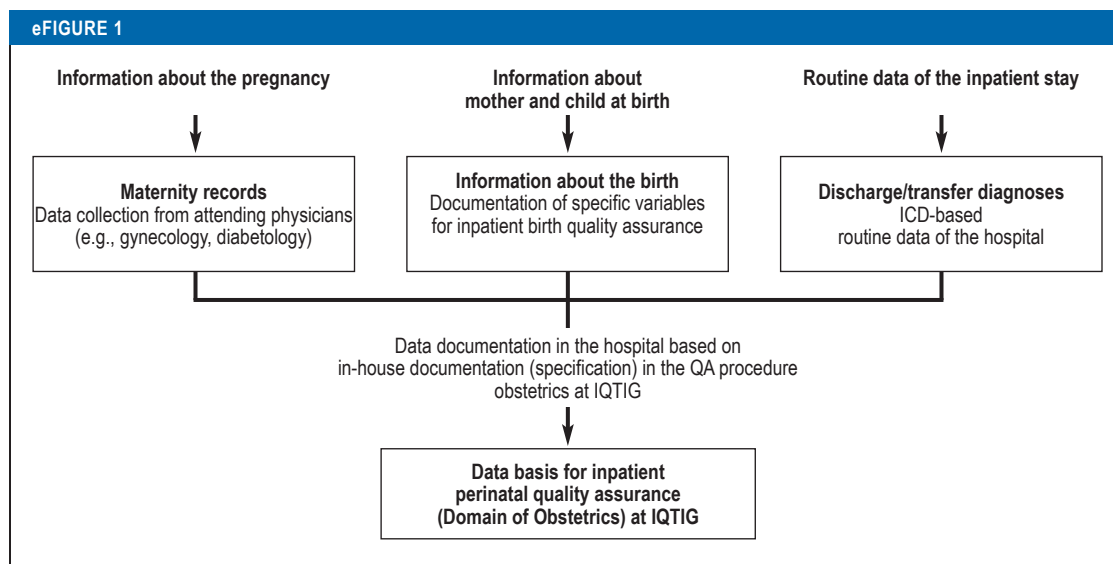 eFIGURE 1
Information about the pregnancy
Information about
mother and child at birth
Routine data of the inpatient stay
Maternity records
Data collection from attending physicians
(e.g., gynecology, diabetology)
Information about the birth
Documentation of specific variables
for inpatient birth quality assurance
Discharge/transfer diagnoses
ICD-based
routine data of the hospital
Data documentation in the hospital based on
in-house documentation (specification) in the QA procedure
obstetrics at IQTIG
Data basis for inpatient
perinatal quality assurance
(Domain of Obstetrics) at IQTIG